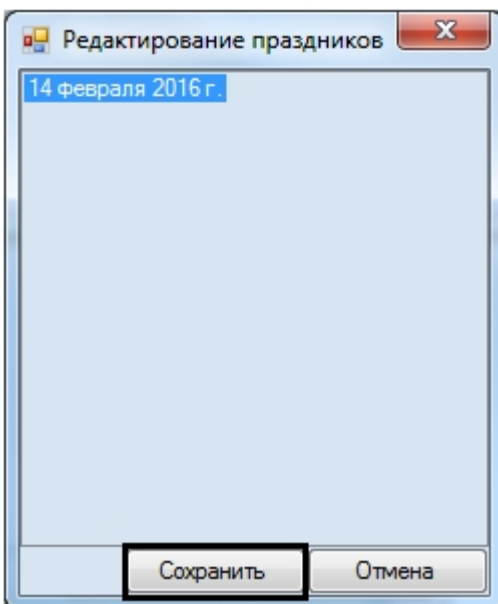 Редактирование праздников
14 февраля 2016 г.
Сохранить
Отмена